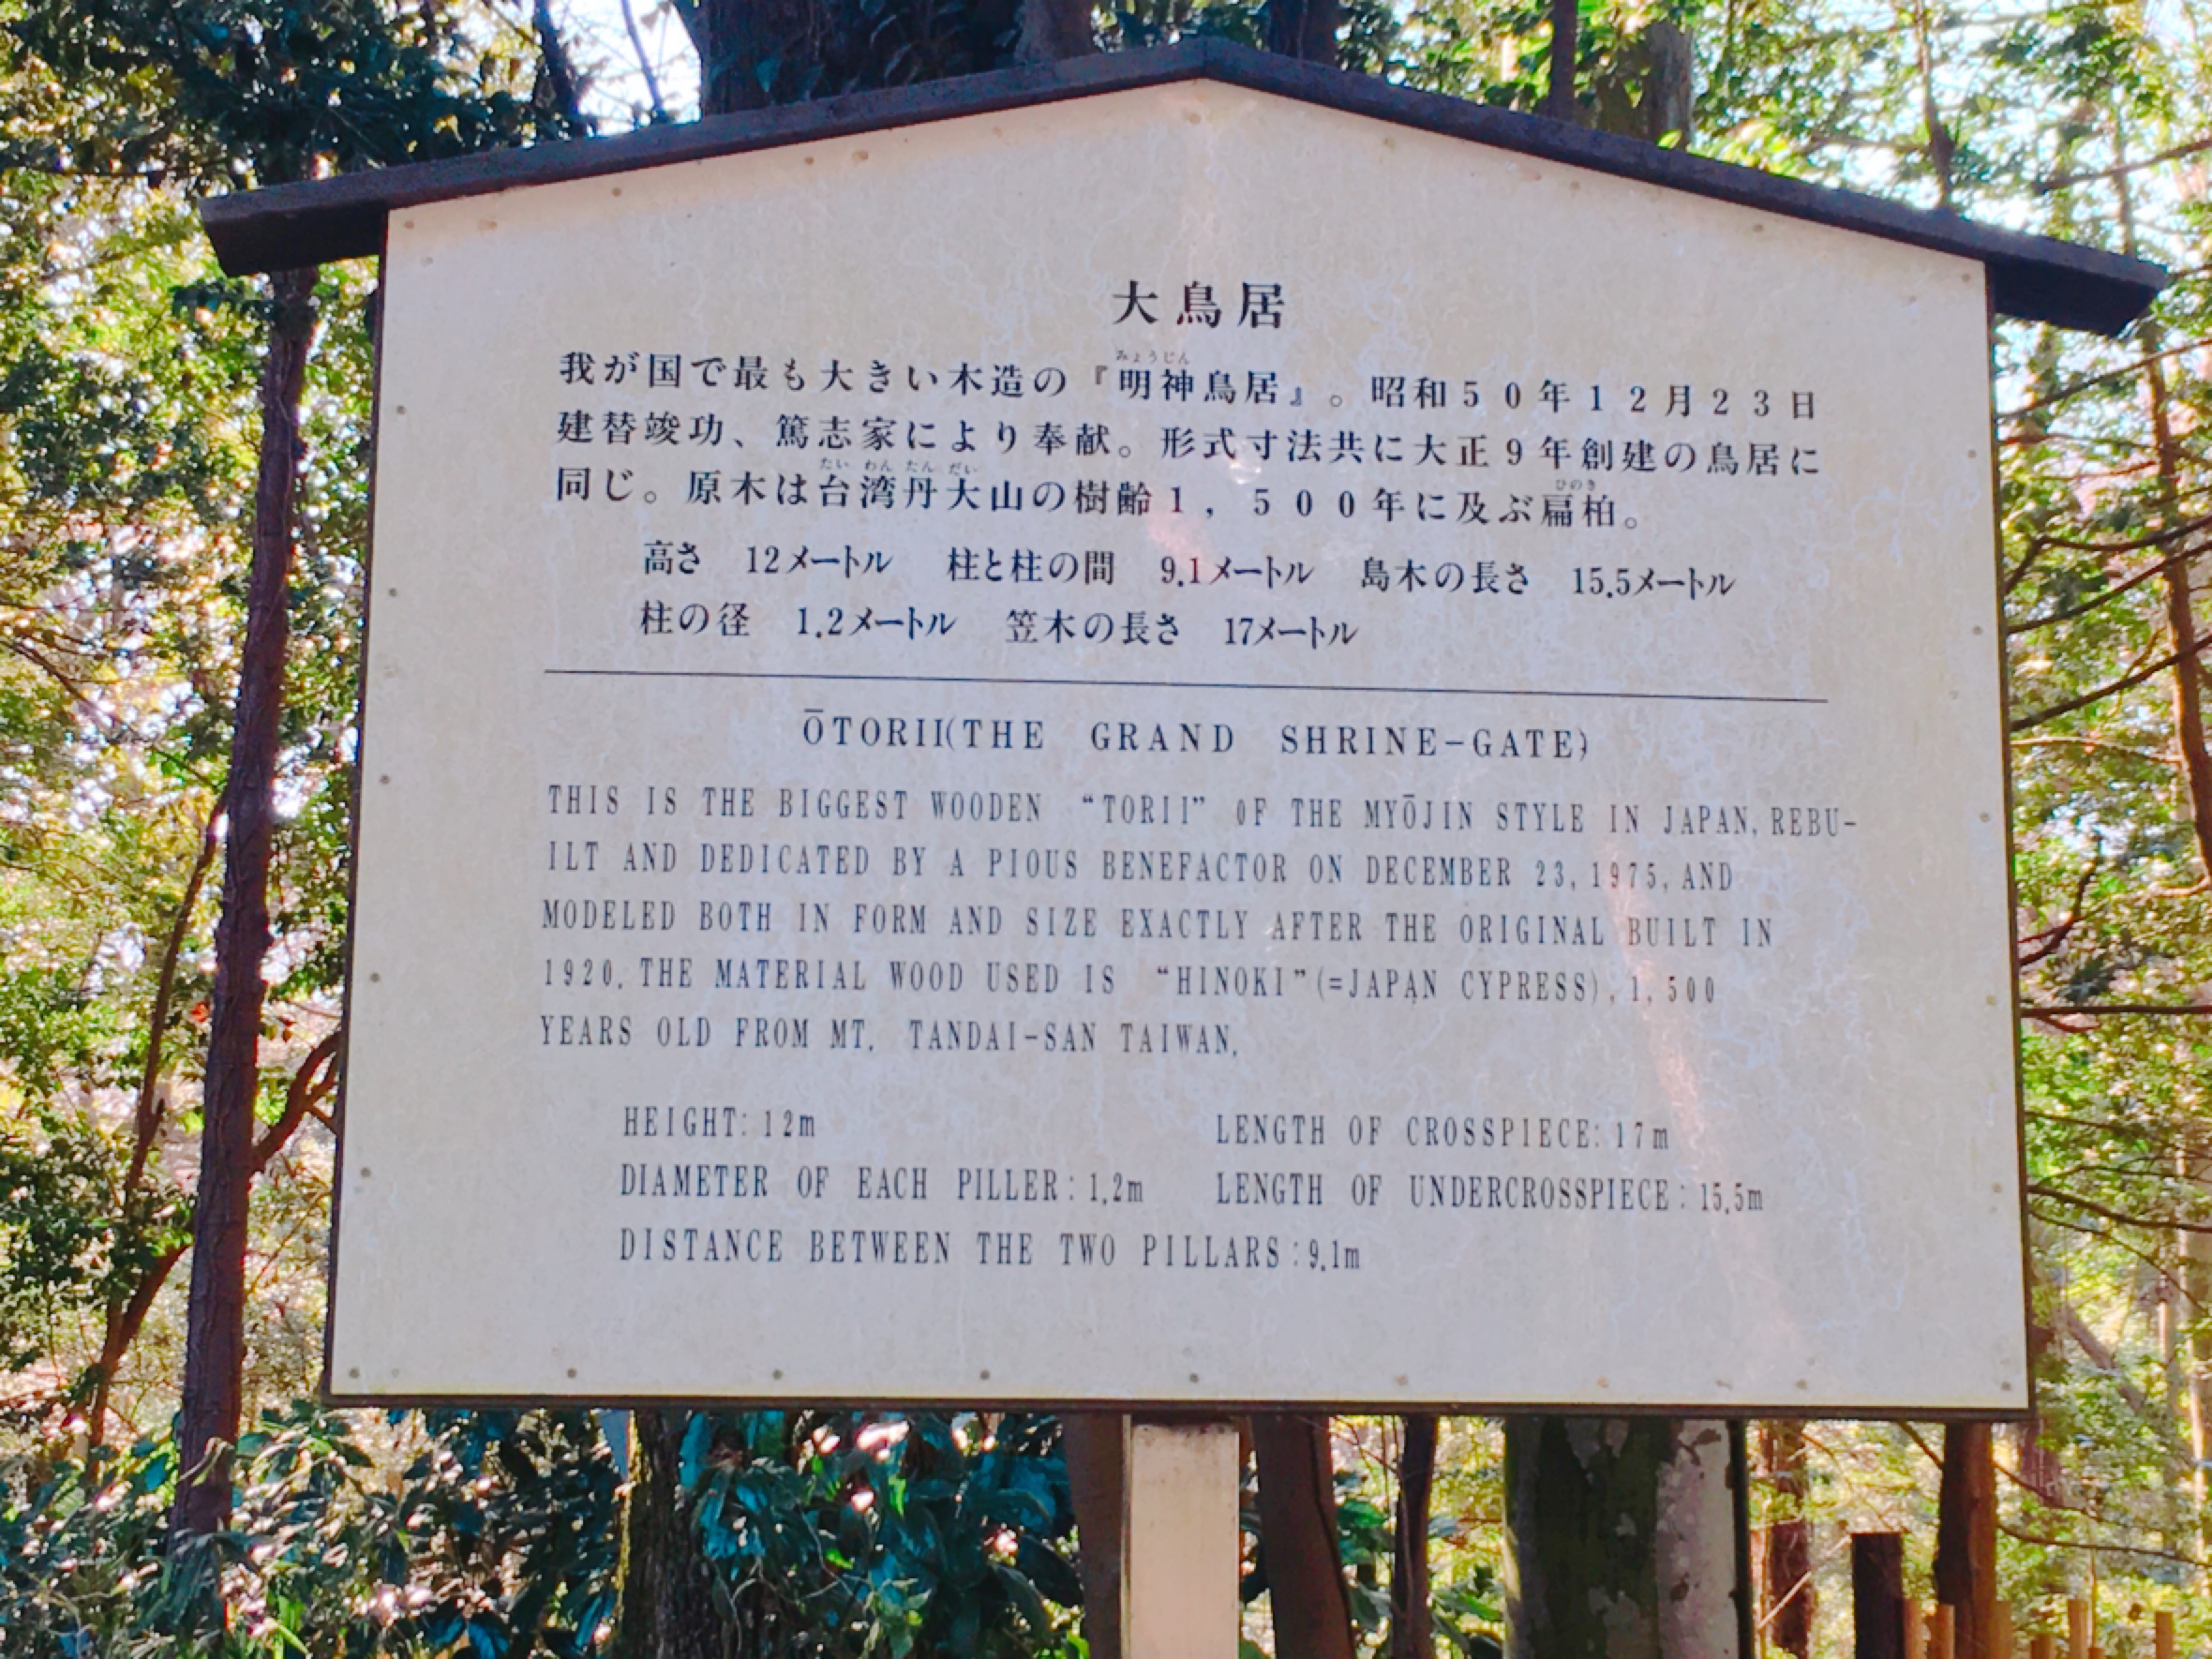 大鳥居
我が国で最も大きい木造の『明神鳥居』。昭和50年12月23日
建替竣功、篤志家により奉献。形式寸法共に大正9年創建の鳥居に
同じ。原木は台湾丹大山の樹齢1,500年に及ぶ扁柏。
高さ 12メートル 柱と柱の間 9.1メートル 島木の長さ 15.5メートル
柱の径 1.2メートル 笠木の長さ 17メートル
ŌTORII(THE GRAND SHRINE-GATE)
THIS IS THE BIGGEST WOODEN “TORII” OF THE MYŌJIN STYLE IN JAPAN, REBU-
ILT AND DEDICATED BY A PIOUS BENEFACTOR ON DECEMBER 23, 1975, AND
MODELED BOTH IN FORM AND SIZE EXACTLY AFTER THE ORIGINAL BUILT IN
1920. THE MATERIAL WOOD USED IS “HINOKI”(=JAPAN CYPRESS), 1,500
YEARS OLD FROM MT. TANDAI-SAN TAIWAN.
HEIGHT: 12m LENGTH OF CROSSPIECE: 17m
DIAMETER OF EACH PILLER: 1.2m LENGTH OF UNDERCROSSPIECE: 15.5m
DISTANCE BETWEEN THE TWO PILLARS: 9.1m